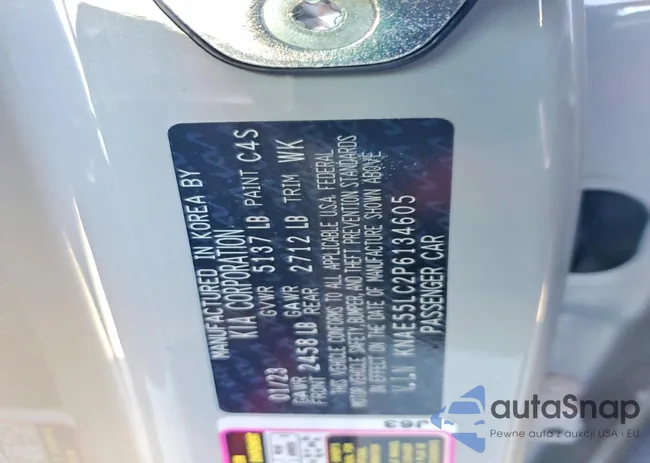 MANUFACTURED IN KOREA BY
KIA CORPORATION
01/23 GVWR 5137 LB PAINT C4S
GAWR FRONT 2458 LB GAWR REAR 2712 LB TRIM WK
THIS VEHICLE CONFORMS TO ALL APPLICABLE U.S.A. FEDERAL
MOTOR VEHICLE SAFETY, BUMPER, AND THEFT PREVENTION STANDARDS
IN EFFECT ON THE DATE OF MANUFACTURE SHOWN ABOVE
KNAE55LC2P6134605
PASSENGER CAR
J63
autoSnap
Pewne auta z aukcji USA i EU